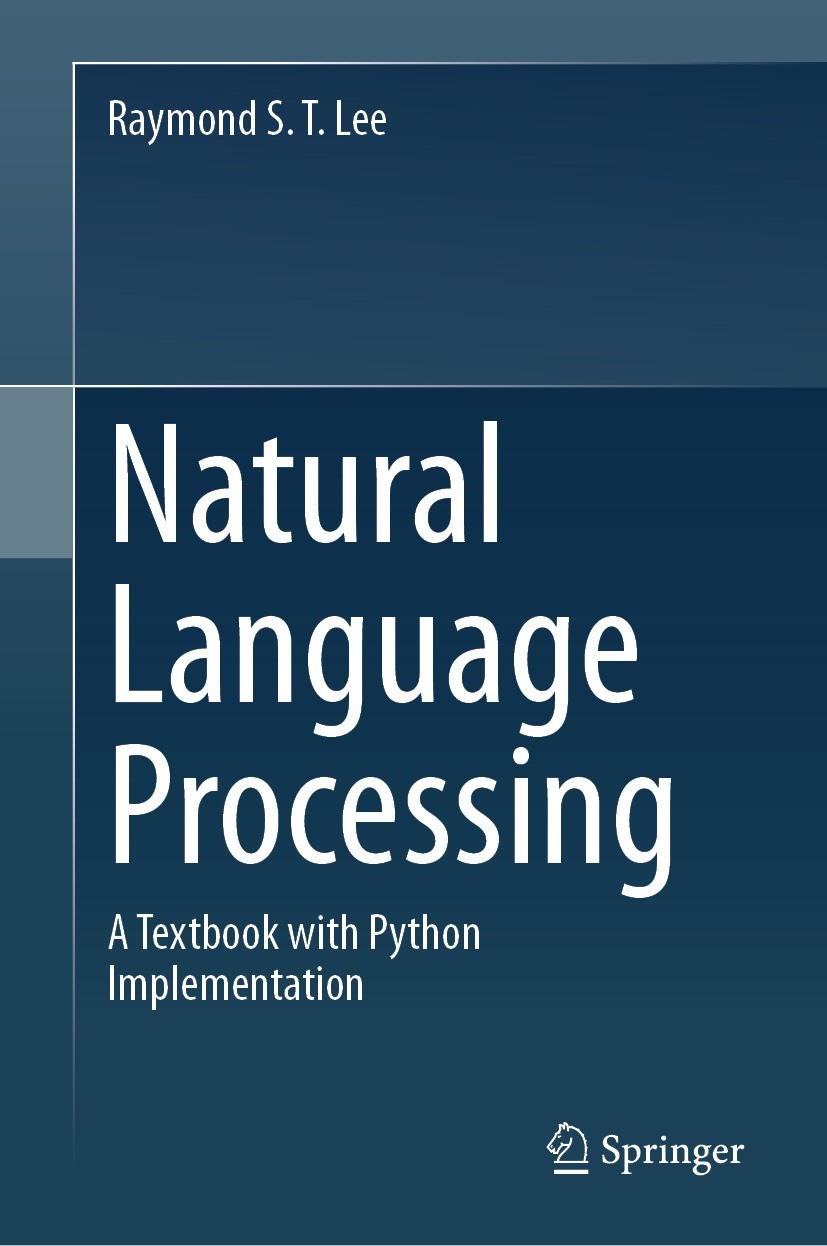 Raymond S. T. Lee
Natural
Language
Processing
A Textbook with Python
Implementation
Springer